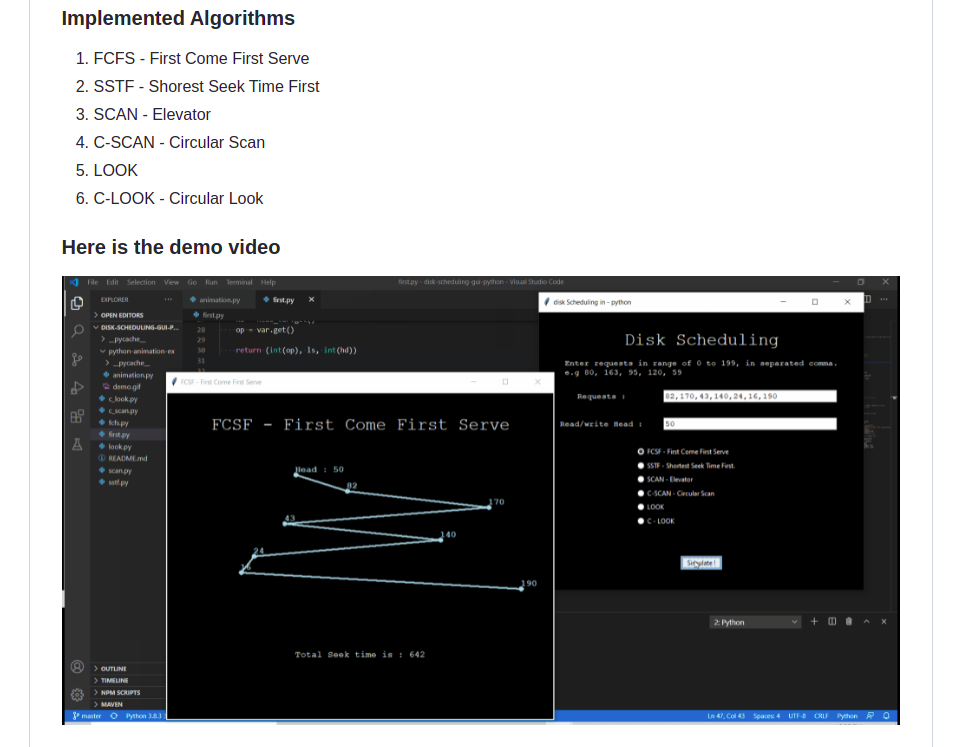 Implemented Algorithms
1. FCFS - First Come First Serve
2. SSTF - Shorest Seek Time First
3. SCAN - Elevator
4. C-SCAN - Circular Scan
5. LOOK
6. C-LOOK - Circular Look
Here is the demo video
File Edit Selection View Go Run Terminal Help
first.py - disk-scheduling-gui-python - Visual Studio Code
EXPLORER
animation.py
first.py
OPEN EDITORS
first.py
DISK-SCHEDULING-GUI-P...
28 op = var.get()
29
30 return (int(op), ls, int(hd))
31
__pycache__
python-animation-ex
__pycache__
animation.py
demo.gif
c_look.py
c_scan.py
fcfs.py
first.py
look.py
README.md
scan.py
sstf.py
OUTLINE
TIMELINE
NPM SCRIPTS
MAVEN
FCSF - First Come First Serve
FCSF - First Come First Serve
Head : 50
82
170
43
140
24
16
190
Total Seek time is : 642
disk Scheduling in - python
Disk Scheduling
Enter requests in range of 0 to 199, in separated comma.
e.g 80, 163, 95, 120, 59
Requests : 82,170,43,140,24,16,190
Read/write Head : 50
FCSF - First Come First Serve
SSTF - Shortest Seek Time First.
SCAN - Elevator
C-SCAN - Circular Scan
LOOK
C - LOOK
Simulate !
2: Python
master Python 3.8.3
Ln 47, Col 43 Spaces: 4 UTF-8 CRLF Python